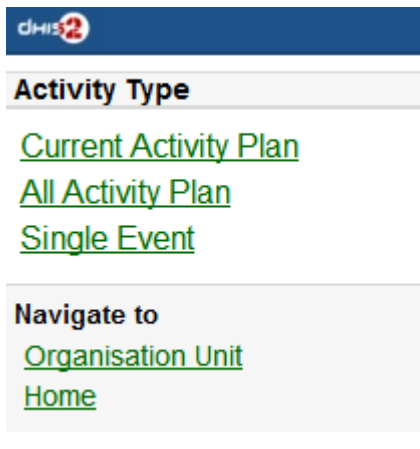 dhis2
Activity Type
Current Activity Plan
All Activity Plan
Single Event
Navigate to
Organisation Unit
Home